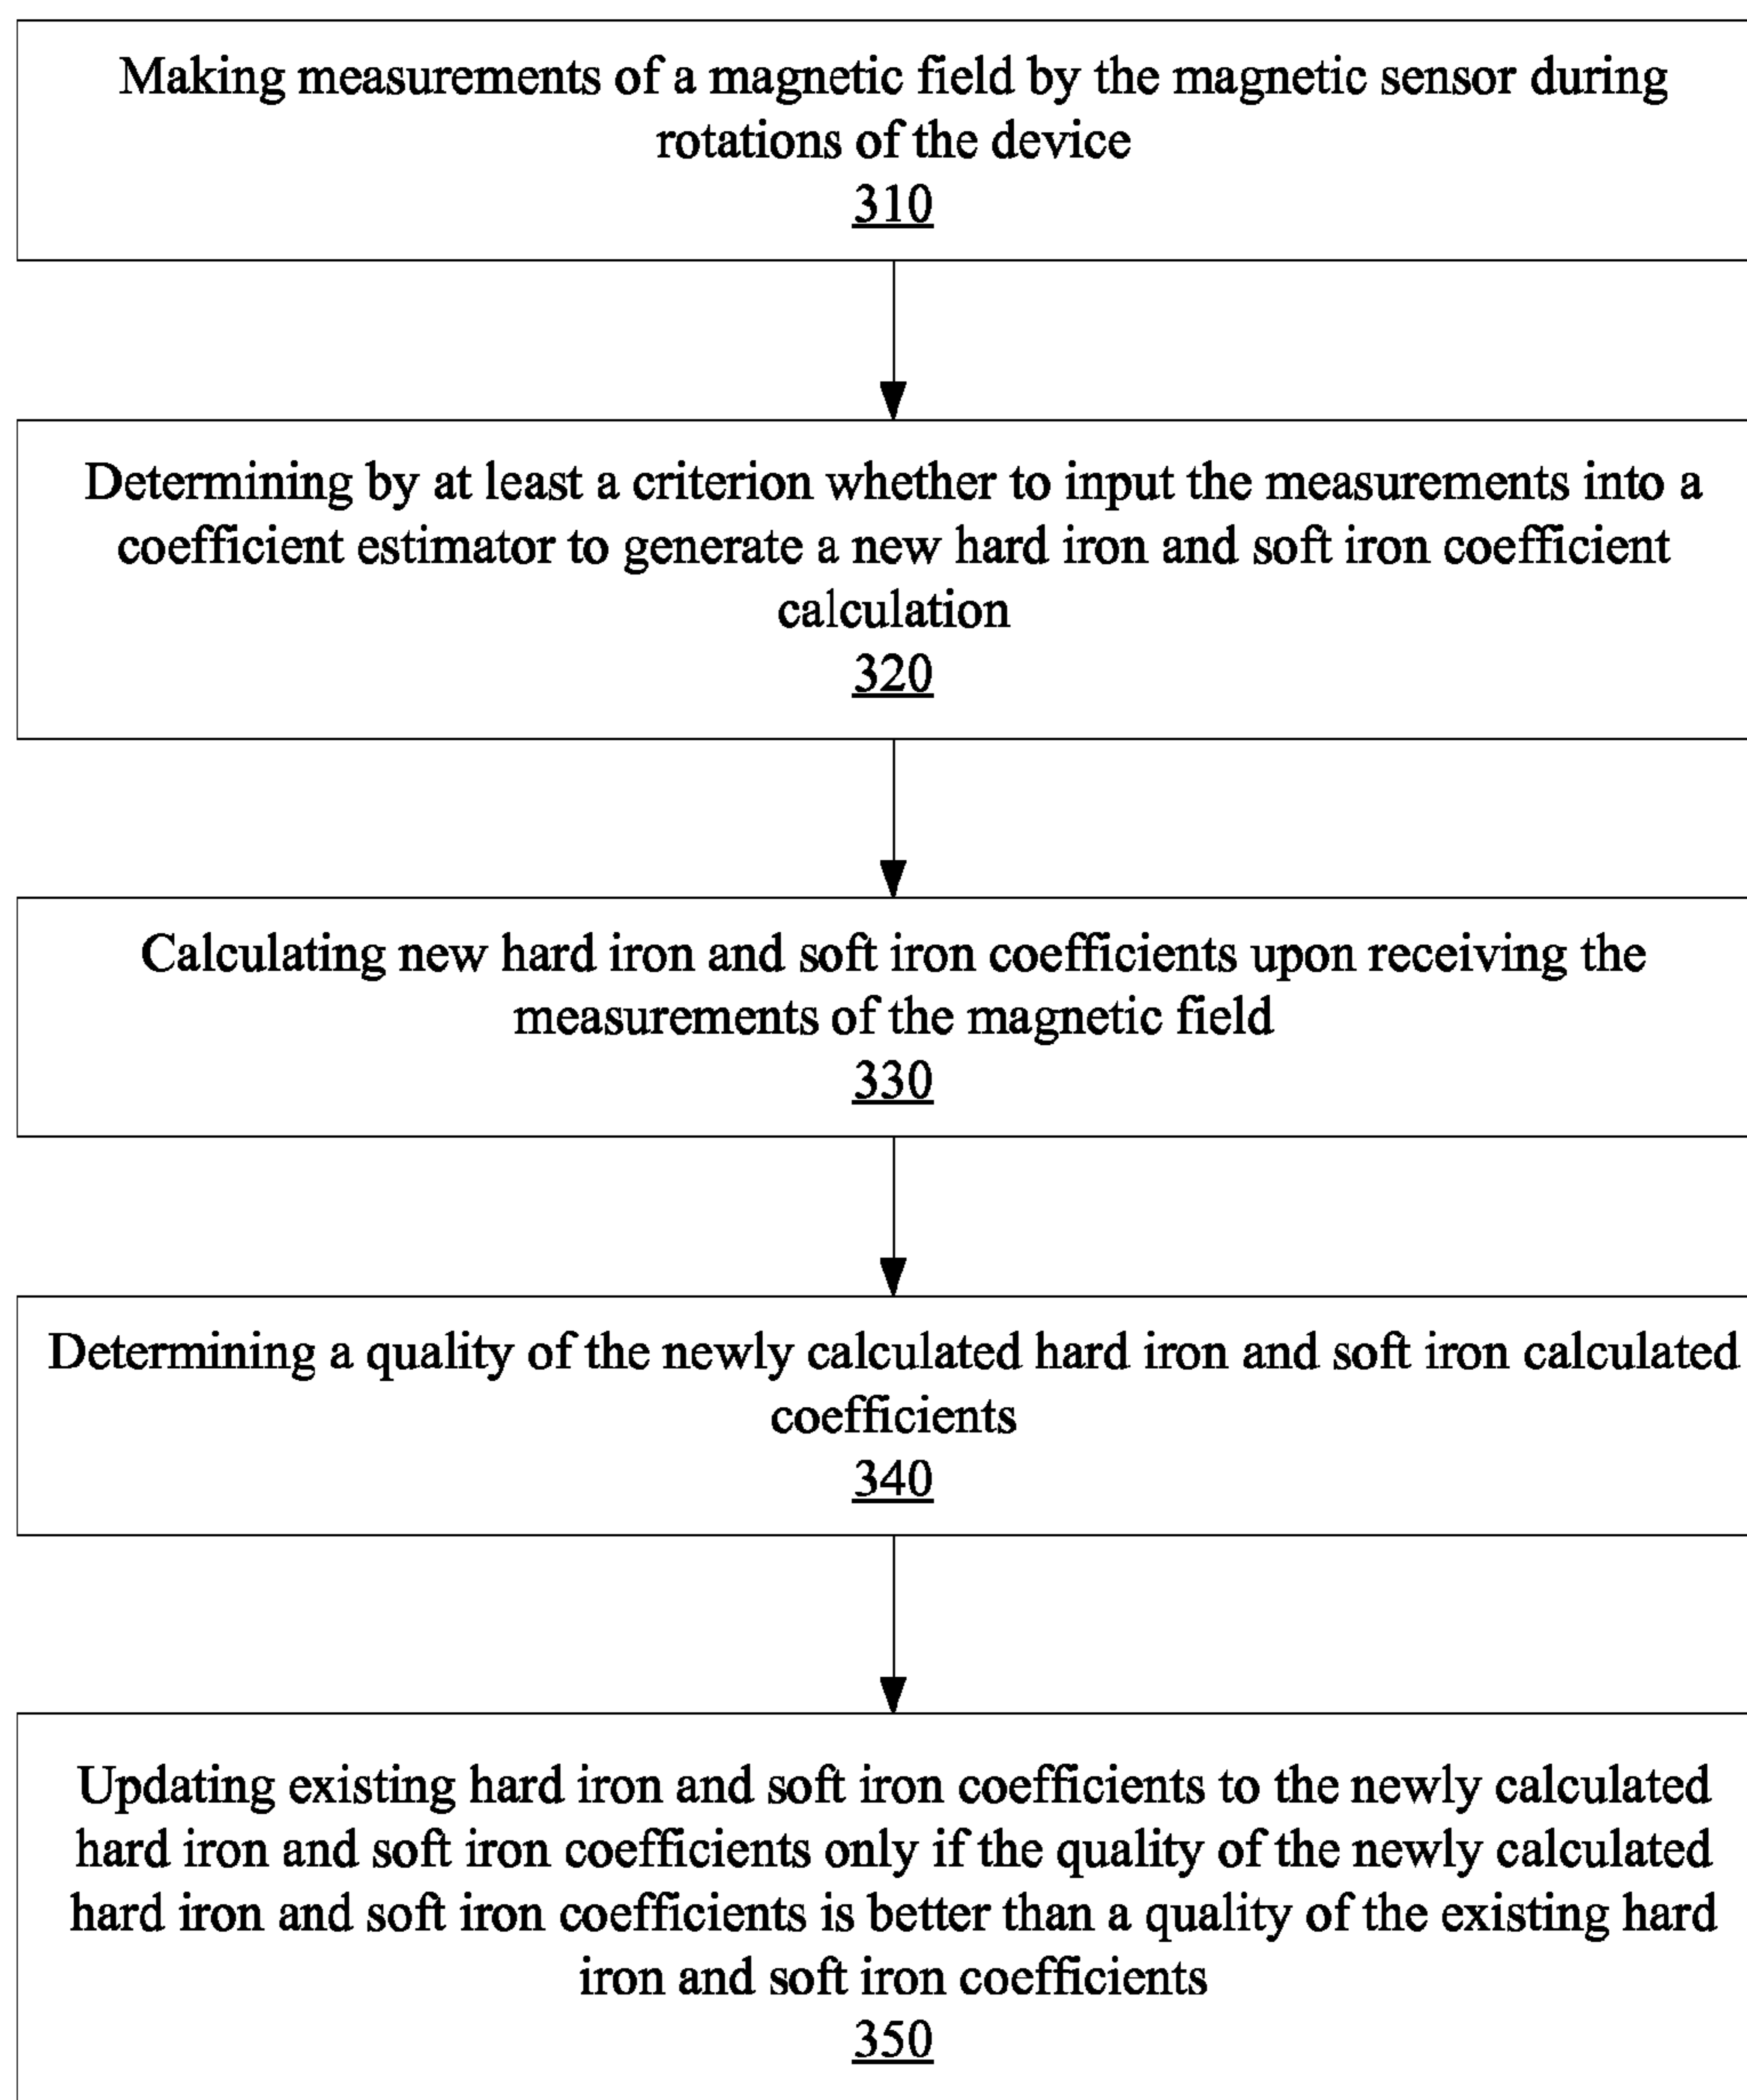 Making measurements of a magnetic field by the magnetic sensor during
rotations of the device
310
Determining by at least a criterion whether to input the measurements into a
coefficient estimator to generate a new hard iron and soft iron coefficient
calculation
320
Calculating new hard iron and soft iron coefficients upon receiving the
measurements of the magnetic field
330
Determining a quality of the newly calculated hard iron and soft iron calculated
coefficients
340
Updating existing hard iron and soft iron coefficients to the newly calculated
hard iron and soft iron coefficients only if the quality of the newly calculated
hard iron and soft iron coefficients is better than a quality of the existing hard
iron and soft iron coefficients
350